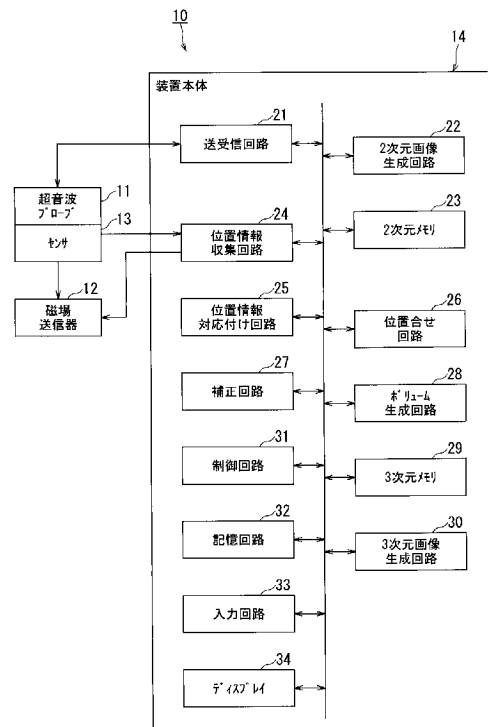 10
14
装置本体
21
送受信回路
22
2次元画像
生成回路
11
超音波
プローブ
13
センサ
23
2次元メモリ
24
位置情報
収集回路
12
磁場
送信器
25
位置情報
対応付け回路
26
位置合せ
回路
27
補正回路
28
ボリューム
生成回路
31
制御回路
29
3次元メモリ
32
記憶回路
30
3次元画像
生成回路
33
入力回路
34
ディスプレイ